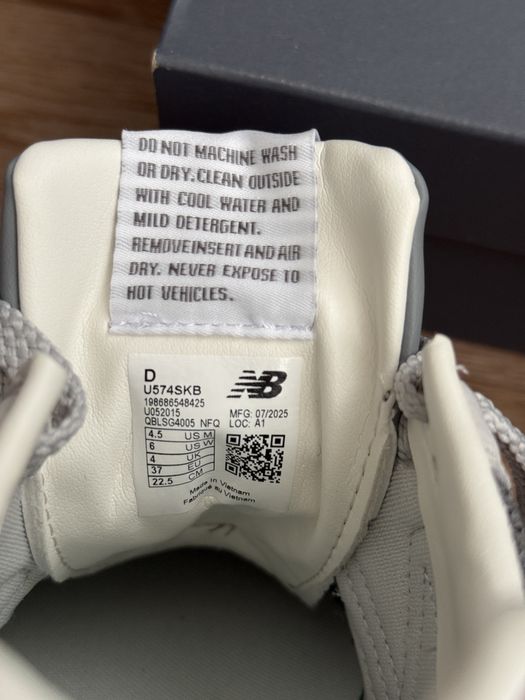 DO NOT MACHINE WASH
OR DRY.CLEAN OUTSIDE
WITH COOL WATER AND
MILD DETERGENT.
REMOVEINSERT AND AIR
DRY. NEVER EXPOSE TO
HOT VEHICLES.
D
U574SKB
198686548425
U052015
QBLSG4005 NFQ
NB
MFG: 07/2025
LOC: A1
4.5 US M
6 US W
4 UK
37 EU
22.5 CM
Made in Vietnam
Fabriqué au Vietnam